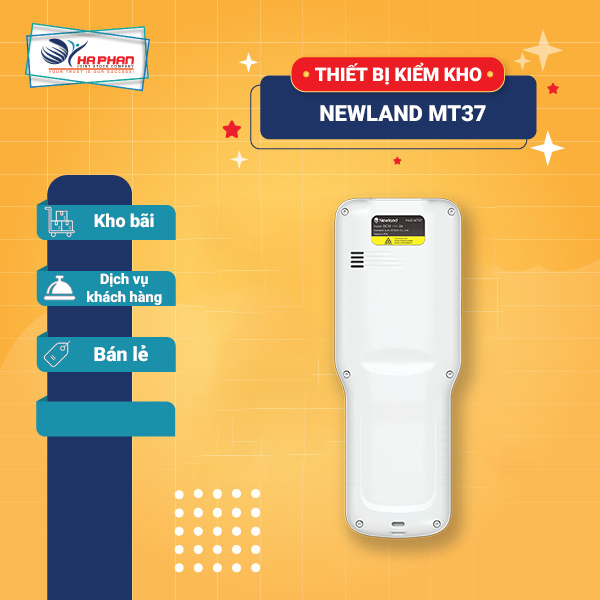 HA PHAN
JOINT STOCK COMPANY
YOUR TRUST IS OUR SUCCESS!
THIẾT BỊ KIỂM KHO
NEWLAND MT37
Kho bãi
Dịch vụ
khách hàng
Bán lẻ
Newland